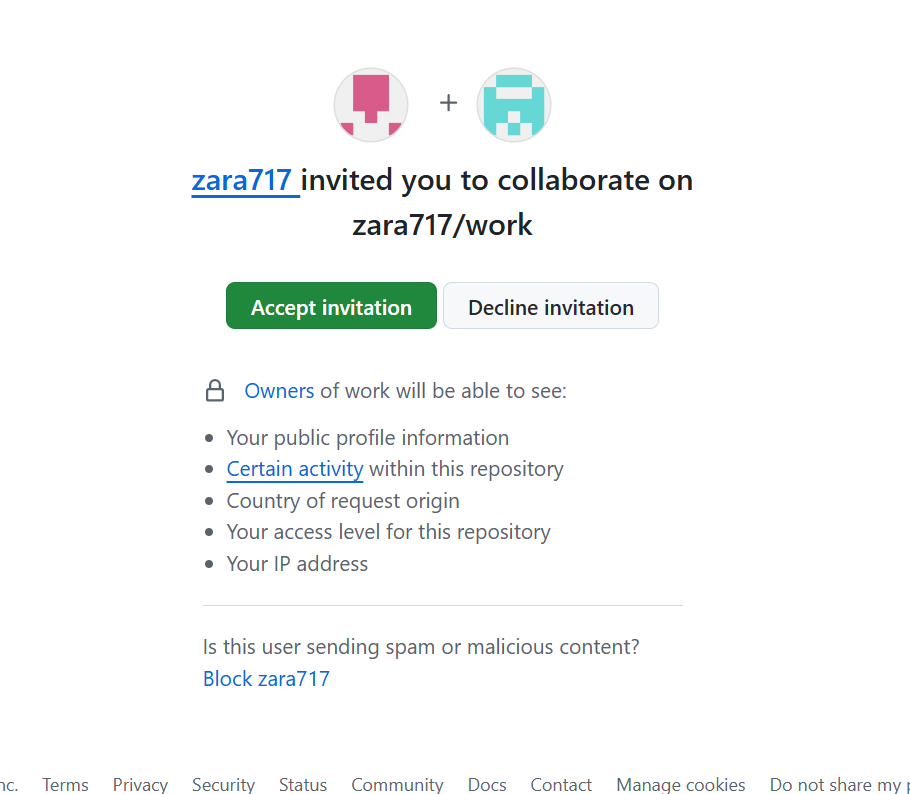 +
zara717 invited you to collaborate on
zara717/work
Accept invitation
Decline invitation
Owners of work will be able to see:
Your public profile information
Certain activity within this repository
Country of request origin
Your access level for this repository
Your IP address
Is this user sending spam or malicious content?
Block zara717
nc. Terms Privacy Security Status Community Docs Contact Manage cookies Do not share my p